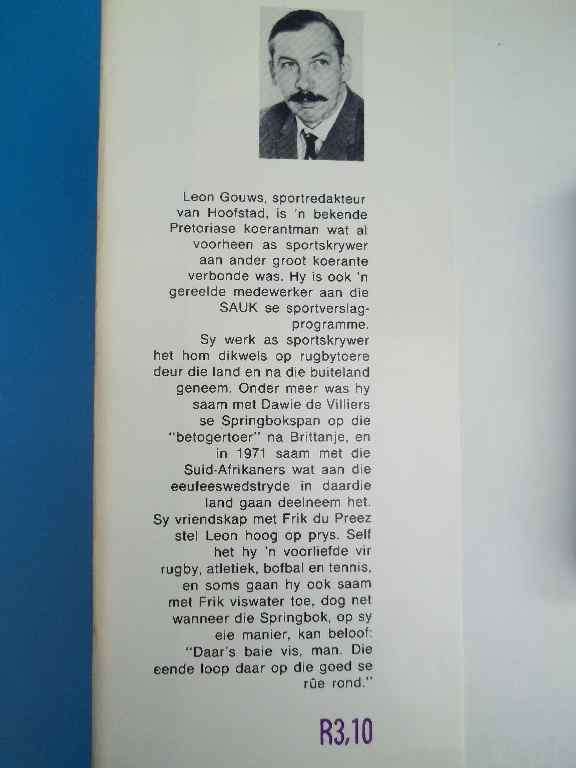 Leon Gouws, sportredakteur
van Hoofstad, is 'n bekende
Pretoriase koerantman wat al
voorheen as sportskrywer
aan ander groot koerante
verbonde was. Hy is ook 'n
gereelde medewerker aan die
SAUK se sportverslag-
programme.
Sy werk as sportskrywer
het hom dikwels op rugbytoere
deur die land en na die buiteland
geneem. Onder meer was hy
saam met Dawie de Villiers
se Springbokspan op die
"betogertoer" na Brittanje, en
in 1971 saam met die
Suid-Afrikaners wat aan die
eeufeeswedstryde in daardie
land gaan deelneem het.
Sy vriendskap met Frik du Preez
stel Leon hoog op prys. Self
het hy 'n voorliefde vir
rugby, atletiek, bofbal en tennis,
en soms gaan hy ook saam
met Frik viswater toe, dog net
wanneer die Springbok, op sy
eie manier, kan beloof:
"Daar's baie vis, man. Die
eende loop daar op die goed se
rûe rond."
R3,10